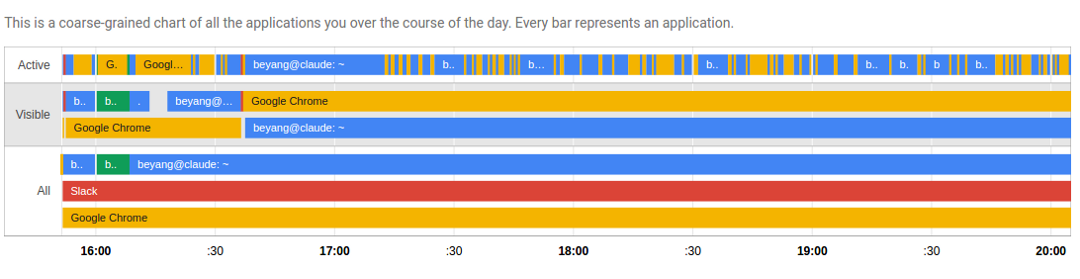 This is a coarse-grained chart of all the applications you over the course of the day. Every bar represents an application.
Active G. Googl... beyang@claude: ~ b.. b... b.. b.. b. b b..
Visible
b.. b.. . beyang@... Google Chrome
Google Chrome beyang@claude: ~
All
b.. b.. beyang@claude: ~
Slack
Google Chrome
16:00 :30 17:00 :30 18:00 :30 19:00 :30 20:00